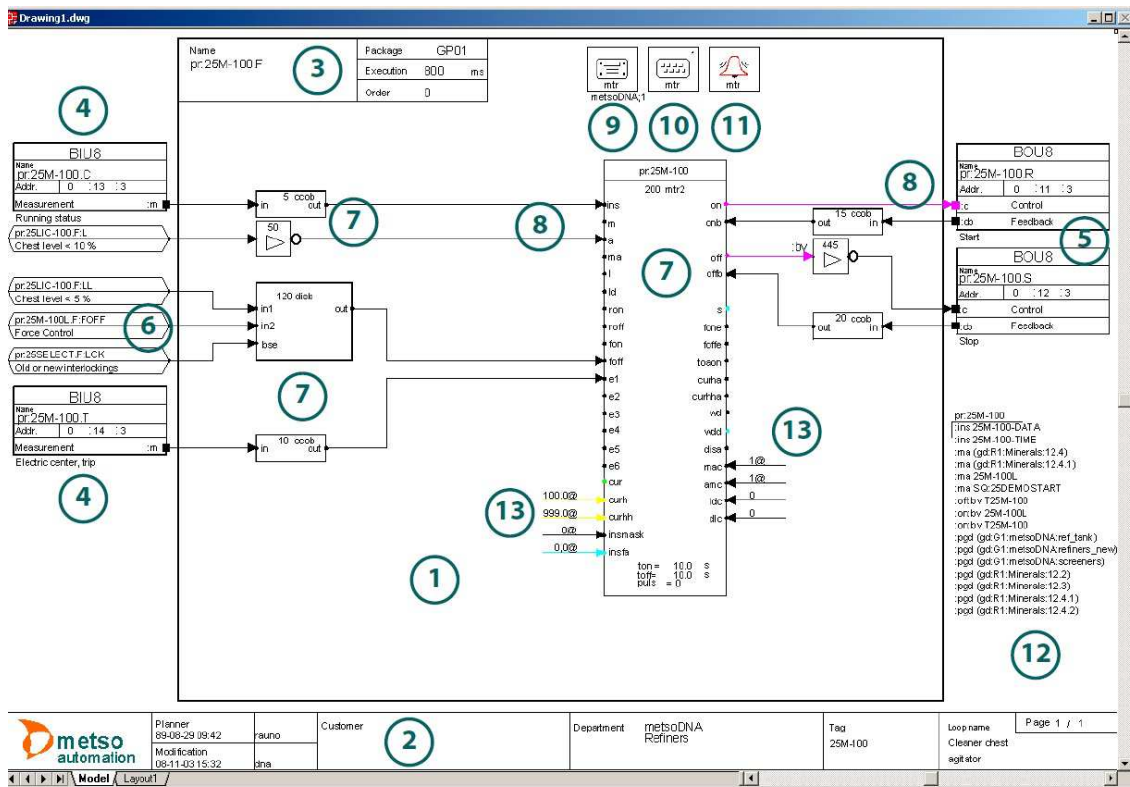 Drawing1.dwg
Name
pr:25M-100.F
Package GP01
Execution 800 ms
Order 0
3
mtr
metsoDNA;1
mtr
mtr
9
10
11
4
BIU8
Name
pr:25M-100.C
Addr. 0 :13 :3
Measurement :m
Running status
pr:25LIC-100.F:L
Chest level < 10 %
pr:25LIC-100.F:LL
Chest level < 5 %
pr:25M-100L.F:FOFF
Force Control
6
pr:25SELECT.F:LCK
Old or new interlockings
BIU8
Name
pr:25M-100.T
Addr. 0 :14 :3
Measurement :m
Electric center, trip
4
5 ccob
in out
7
50
8
120 disk
in1 out
in2
bse
7
10 ccob
in out
pr:25M-100
200 mtr2
ins
m
a
ma
l
ld
ron
roff
fon
foff
e1
e2
e3
e4
e5
e6
cur
curh
curhh
insmask
insfa
on
onb
off
offb
s
fone
foffe
toson
curha
curhha
wd
wdd
disa
mac
amc
idc
dlc
7
ton = 10.0 s
toff= 10.0 s
puls = 0
100.0@
999.0@
0@
0,0@
13
1@
1@
0
0
13
1
8
15 ccob
out in
:bv
445
20 ccob
out in
BOU8
Name
pr:25M-100.R
Addr. 0 :11 :3
:c Control
:cb Feedback
Start
5
BOU8
Name
pr:25M-100.S
Addr. 0 :12 :3
:c Control
:cb Feedback
Stop
pr:25M-100
:ins 25M-100-DATA
:ins 25M-100-TIME
:ma (gd:R1:Minerals:12.4)
:ma (gd:R1:Minerals:12.4.1)
:ma 25M-100L
:ma SQ:25DEMOSTART
:off:bv T25M-100
:on:bv 25M-100L
:on:bv T25M-100
:pgd (gd:G1:metsoDNA:ref_tank)
:pgd (gd:G1:metsoDNA:refiners_new)
:pgd (gd:G1:metsoDNA:screeners)
:pgd (gd:R1:Minerals:12.2)
:pgd (gd:R1:Minerals:12.3)
:pgd (gd:R1:Minerals:12.4.1)
:pgd (gd:R1:Minerals:12.4.2)
12
metso
automation
Planner
89-08-29 09:42 rauno
Modification
08-11-03 15:32 dna
Customer
2
Department metsoDNA
Refiners
Tag
25M-100
Loop name
Cleaner chest
agitator
Page 1 / 1
Model
Layout1